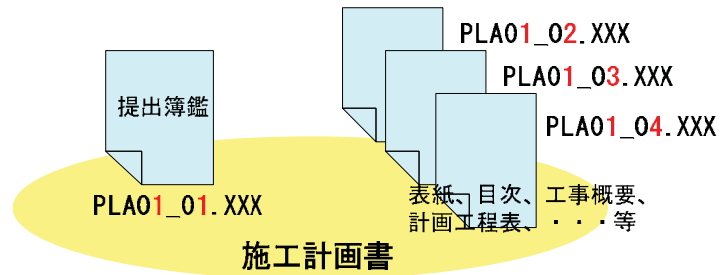 PLA01_02.XXX
PLA01_03.XXX
提出簿鑑
PLA01_04.XXX
表紙、目次、工事概要、
計画工程表、・・・等
PLA01_01.XXX
施工計画書